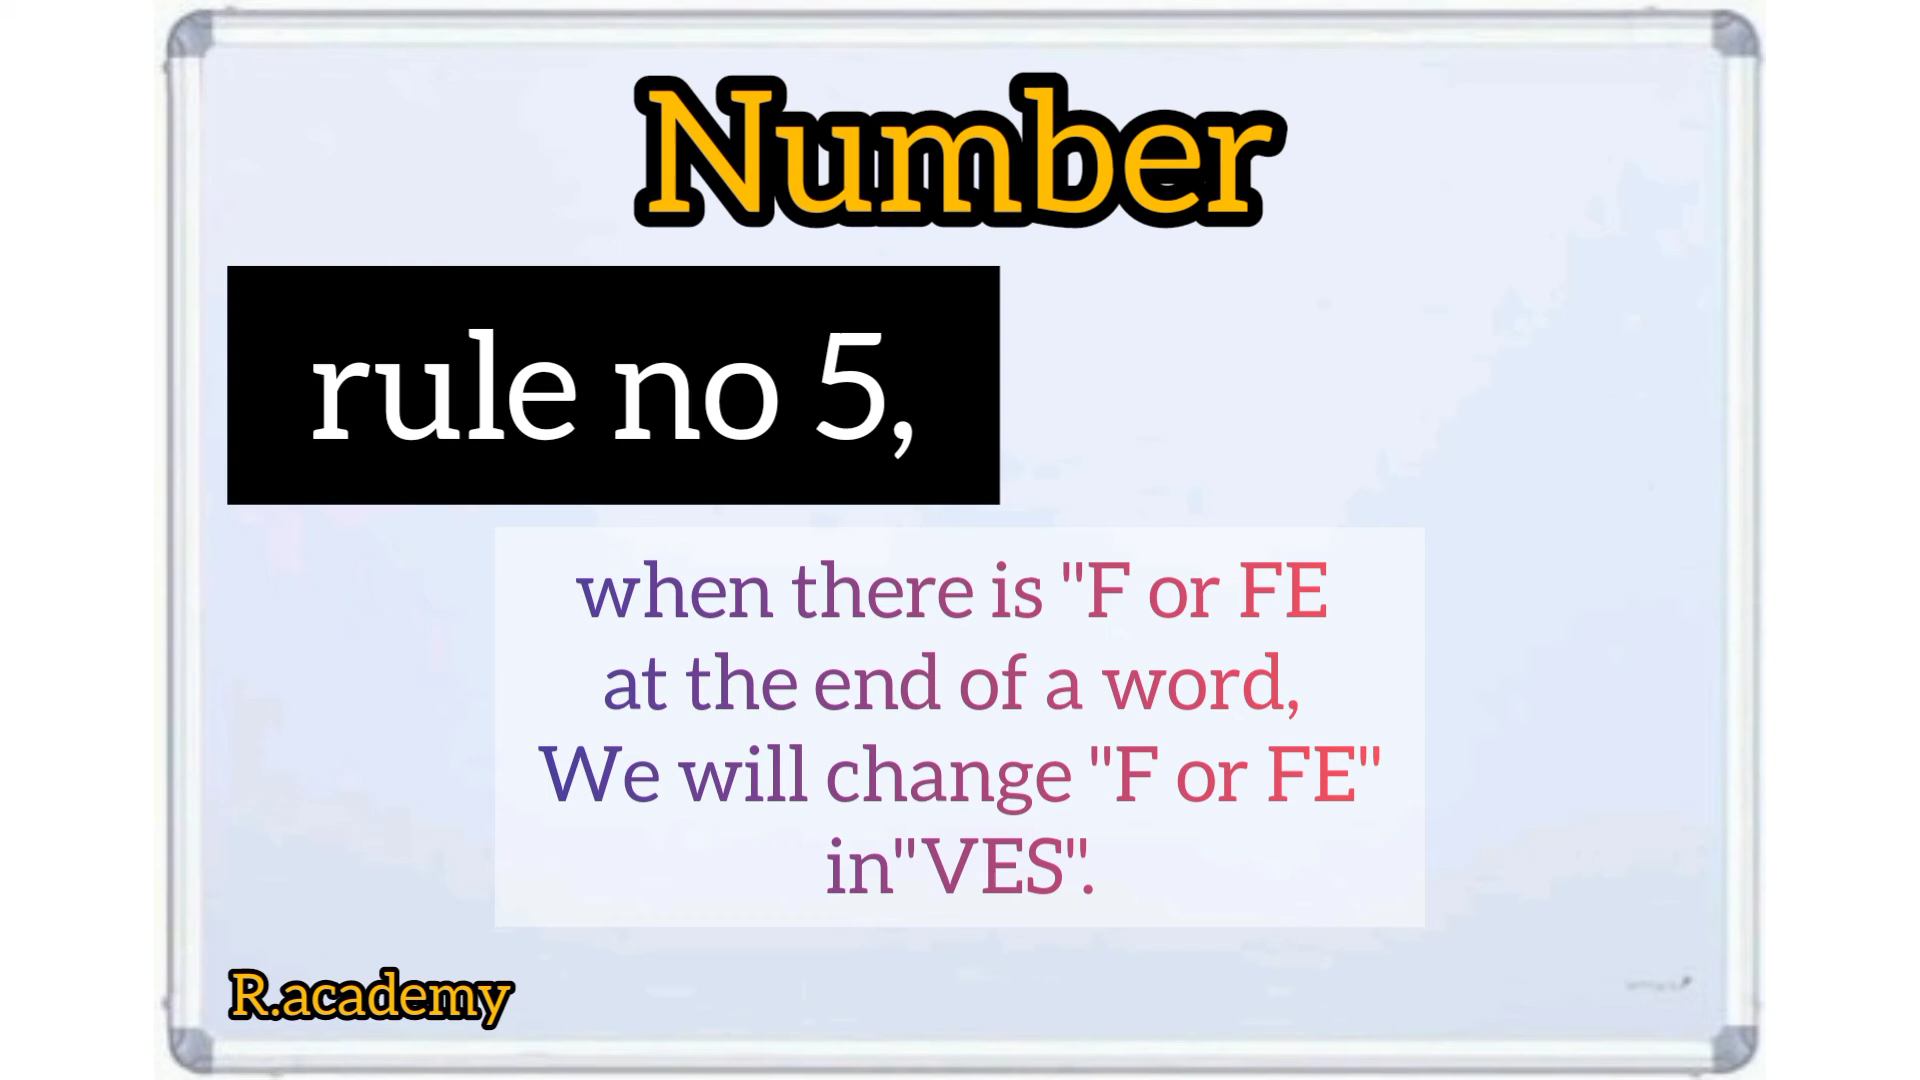 Number
rule no 5,
when there is "F or FE
at the end of a word,
We will change "F or FE"
in"VES".
R.academy